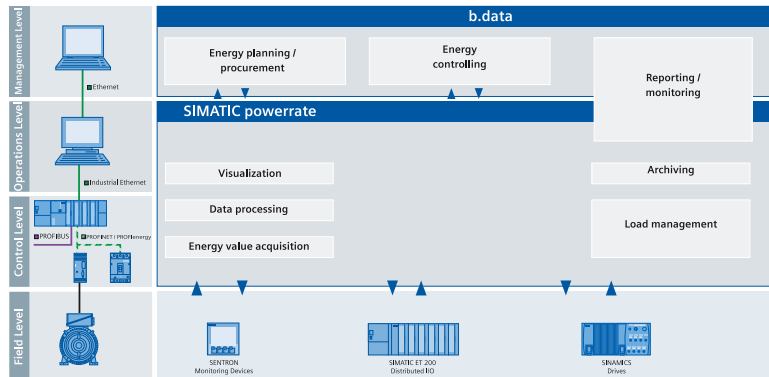 b.data
Management Level
Energy planning /
procurement
Energy
controlling
Reporting /
monitoring
Ethernet
SIMATIC powerrate
Operations Level
Visualization
Archiving
Industrial Ethernet
Data processing
Load management
Control Level
PROFIBUS
PROFINET / PROFIenergy
Energy value acquisition
Field Level
SENTRON
Monitoring Devices
SIMATIC ET 200
Distributed I/O
SINAMICS
Drives